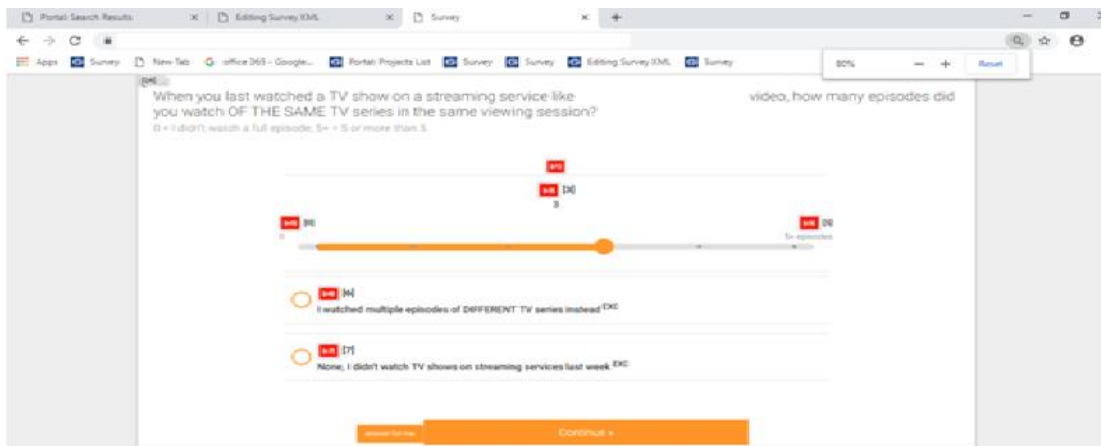 Portal: Search Results
Editing Survey XML
Survey
Apps Survey New Tab office 365 - Google... Portal: Projects List Survey Survey Editing Survey XML Survey
80% − + Reset
When you last watched a TV show on a streaming service like video, how many episodes did
you watch OF THE SAME TV series in the same viewing session?
0 = I didn't watch a full episode; 5+ = 5 or more than 5
[3]
3
[0] [5]
0 5+ episodes
[6]
I watched multiple episodes of DIFFERENT TV series instead EXC
[7]
None, I didn't watch TV shows on streaming services last week EXC
answer for me Continue »